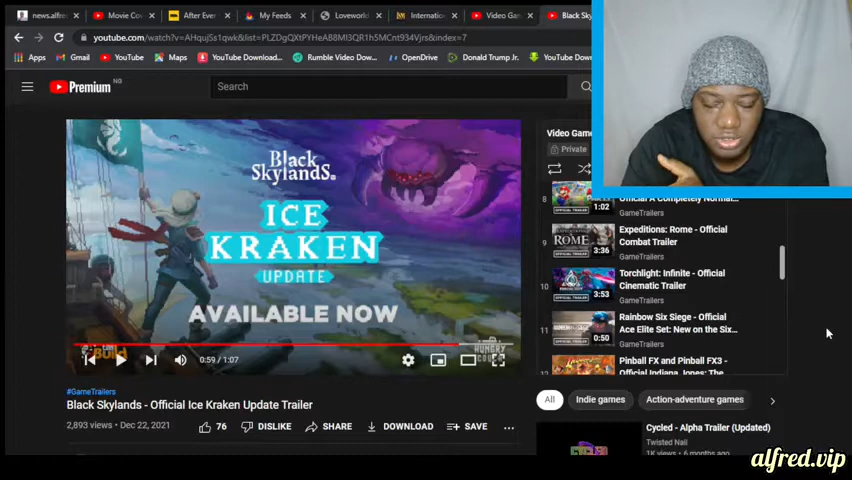 news.alfre
Movie Cov
After Ever
My Feeds
Loveworld
Internation
Video Gan
Black Sky
youtube.com/watch?v=AHqujSs1qwk&list=PLZDgQXtPYHeAB8MI3QR1h5MCnt934Vjrs&index=7
Apps
Gmail
YouTube
Maps
YouTube Download...
Rumble Video Down...
OpenDrive
Donald Trump Jr.
YouTube Down
Premium NG
Search
Black
Skylands
ICE
KRAKEN
UPDATE
AVAILABLE NOW
0:59 / 1:07
Video Game
Private
8
1:02
Official A Completely Normal...
GameTrailers
9
ROME
3:36
Expeditions: Rome - Official
Combat Trailer
GameTrailers
10
3:53
Torchlight: Infinite - Official
Cinematic Trailer
GameTrailers
11
0:50
Rainbow Six Siege - Official
Ace Elite Set: New on the Six...
GameTrailers
Pinball FX and Pinball FX3 -
Official Indiana Jones: The
#GameTrailers
Black Skylands - Official Ice Kraken Update Trailer
2,893 views • Dec 22, 2021
76
DISLIKE
SHARE
DOWNLOAD
SAVE
All
Indie games
Action-adventure games
Cycled - Alpha Trailer (Updated)
Twisted Nail
1K views • 6 months ago
alfred.vip